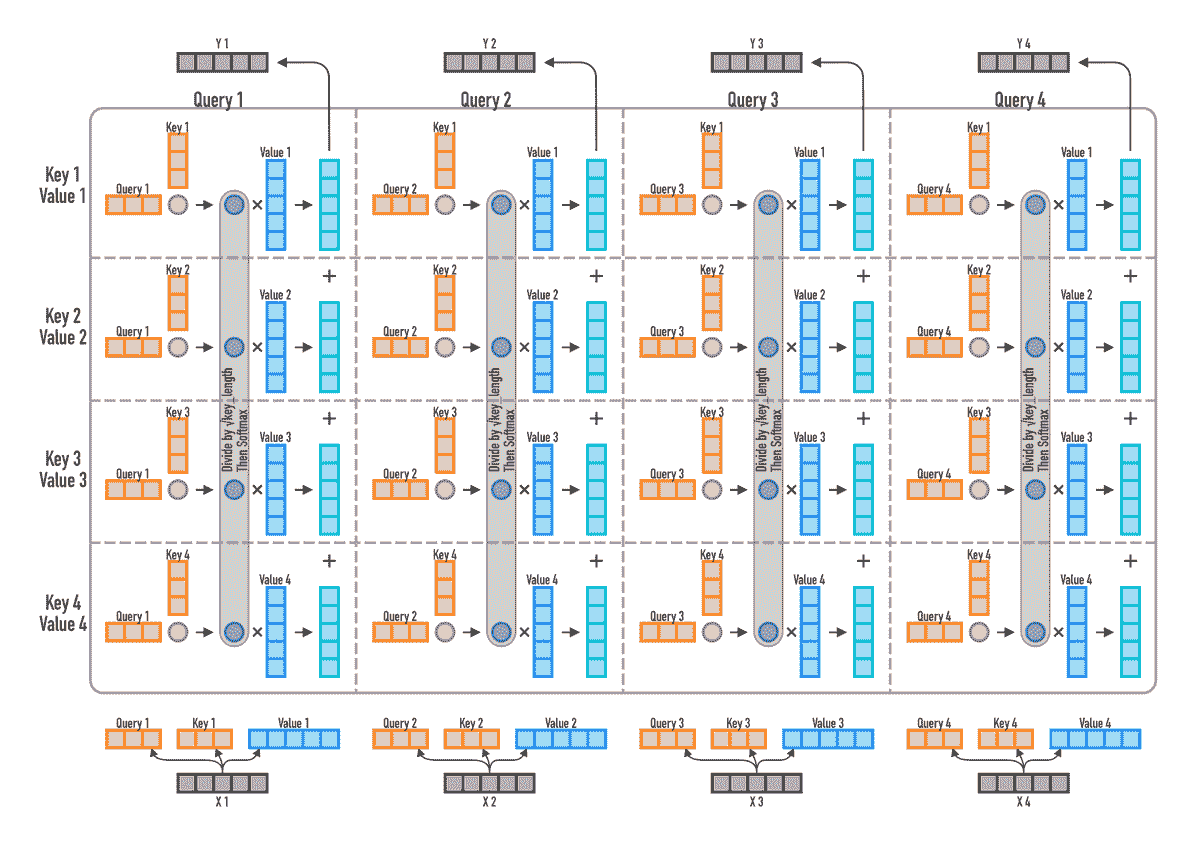 Y 1
Y 2
Y 3
Y 4
Query 1
Query 2
Query 3
Query 4
Key 1
Value 1
Key 1
Value 1
Query 1
Key 1
Value 1
Query 2
Key 1
Value 1
Query 3
Key 1
Value 1
Query 4
×
×
×
×
+
+
+
+
Key 2
Value 2
Key 2
Value 2
Query 1
Key 2
Value 2
Query 2
Key 2
Value 2
Query 3
Key 2
Value 2
Query 4
×
×
×
×
Divide by √key_length
Then Softmax
Divide by √key_length
Then Softmax
Divide by √key_length
Then Softmax
Divide by √key_length
Then Softmax
+
+
+
+
Key 3
Value 3
Key 3
Value 3
Query 1
Key 3
Value 3
Query 2
Key 3
Value 3
Query 3
Key 3
Value 3
Query 4
×
×
×
×
+
+
+
+
Key 4
Value 4
Key 4
Value 4
Query 1
Key 4
Value 4
Query 2
Key 4
Value 4
Query 3
Key 4
Value 4
Query 4
×
×
×
×
Query 1
Key 1
Value 1
Query 2
Key 2
Value 2
Query 3
Key 3
Value 3
Query 4
Key 4
Value 4
X 1
X 2
X 3
X 4